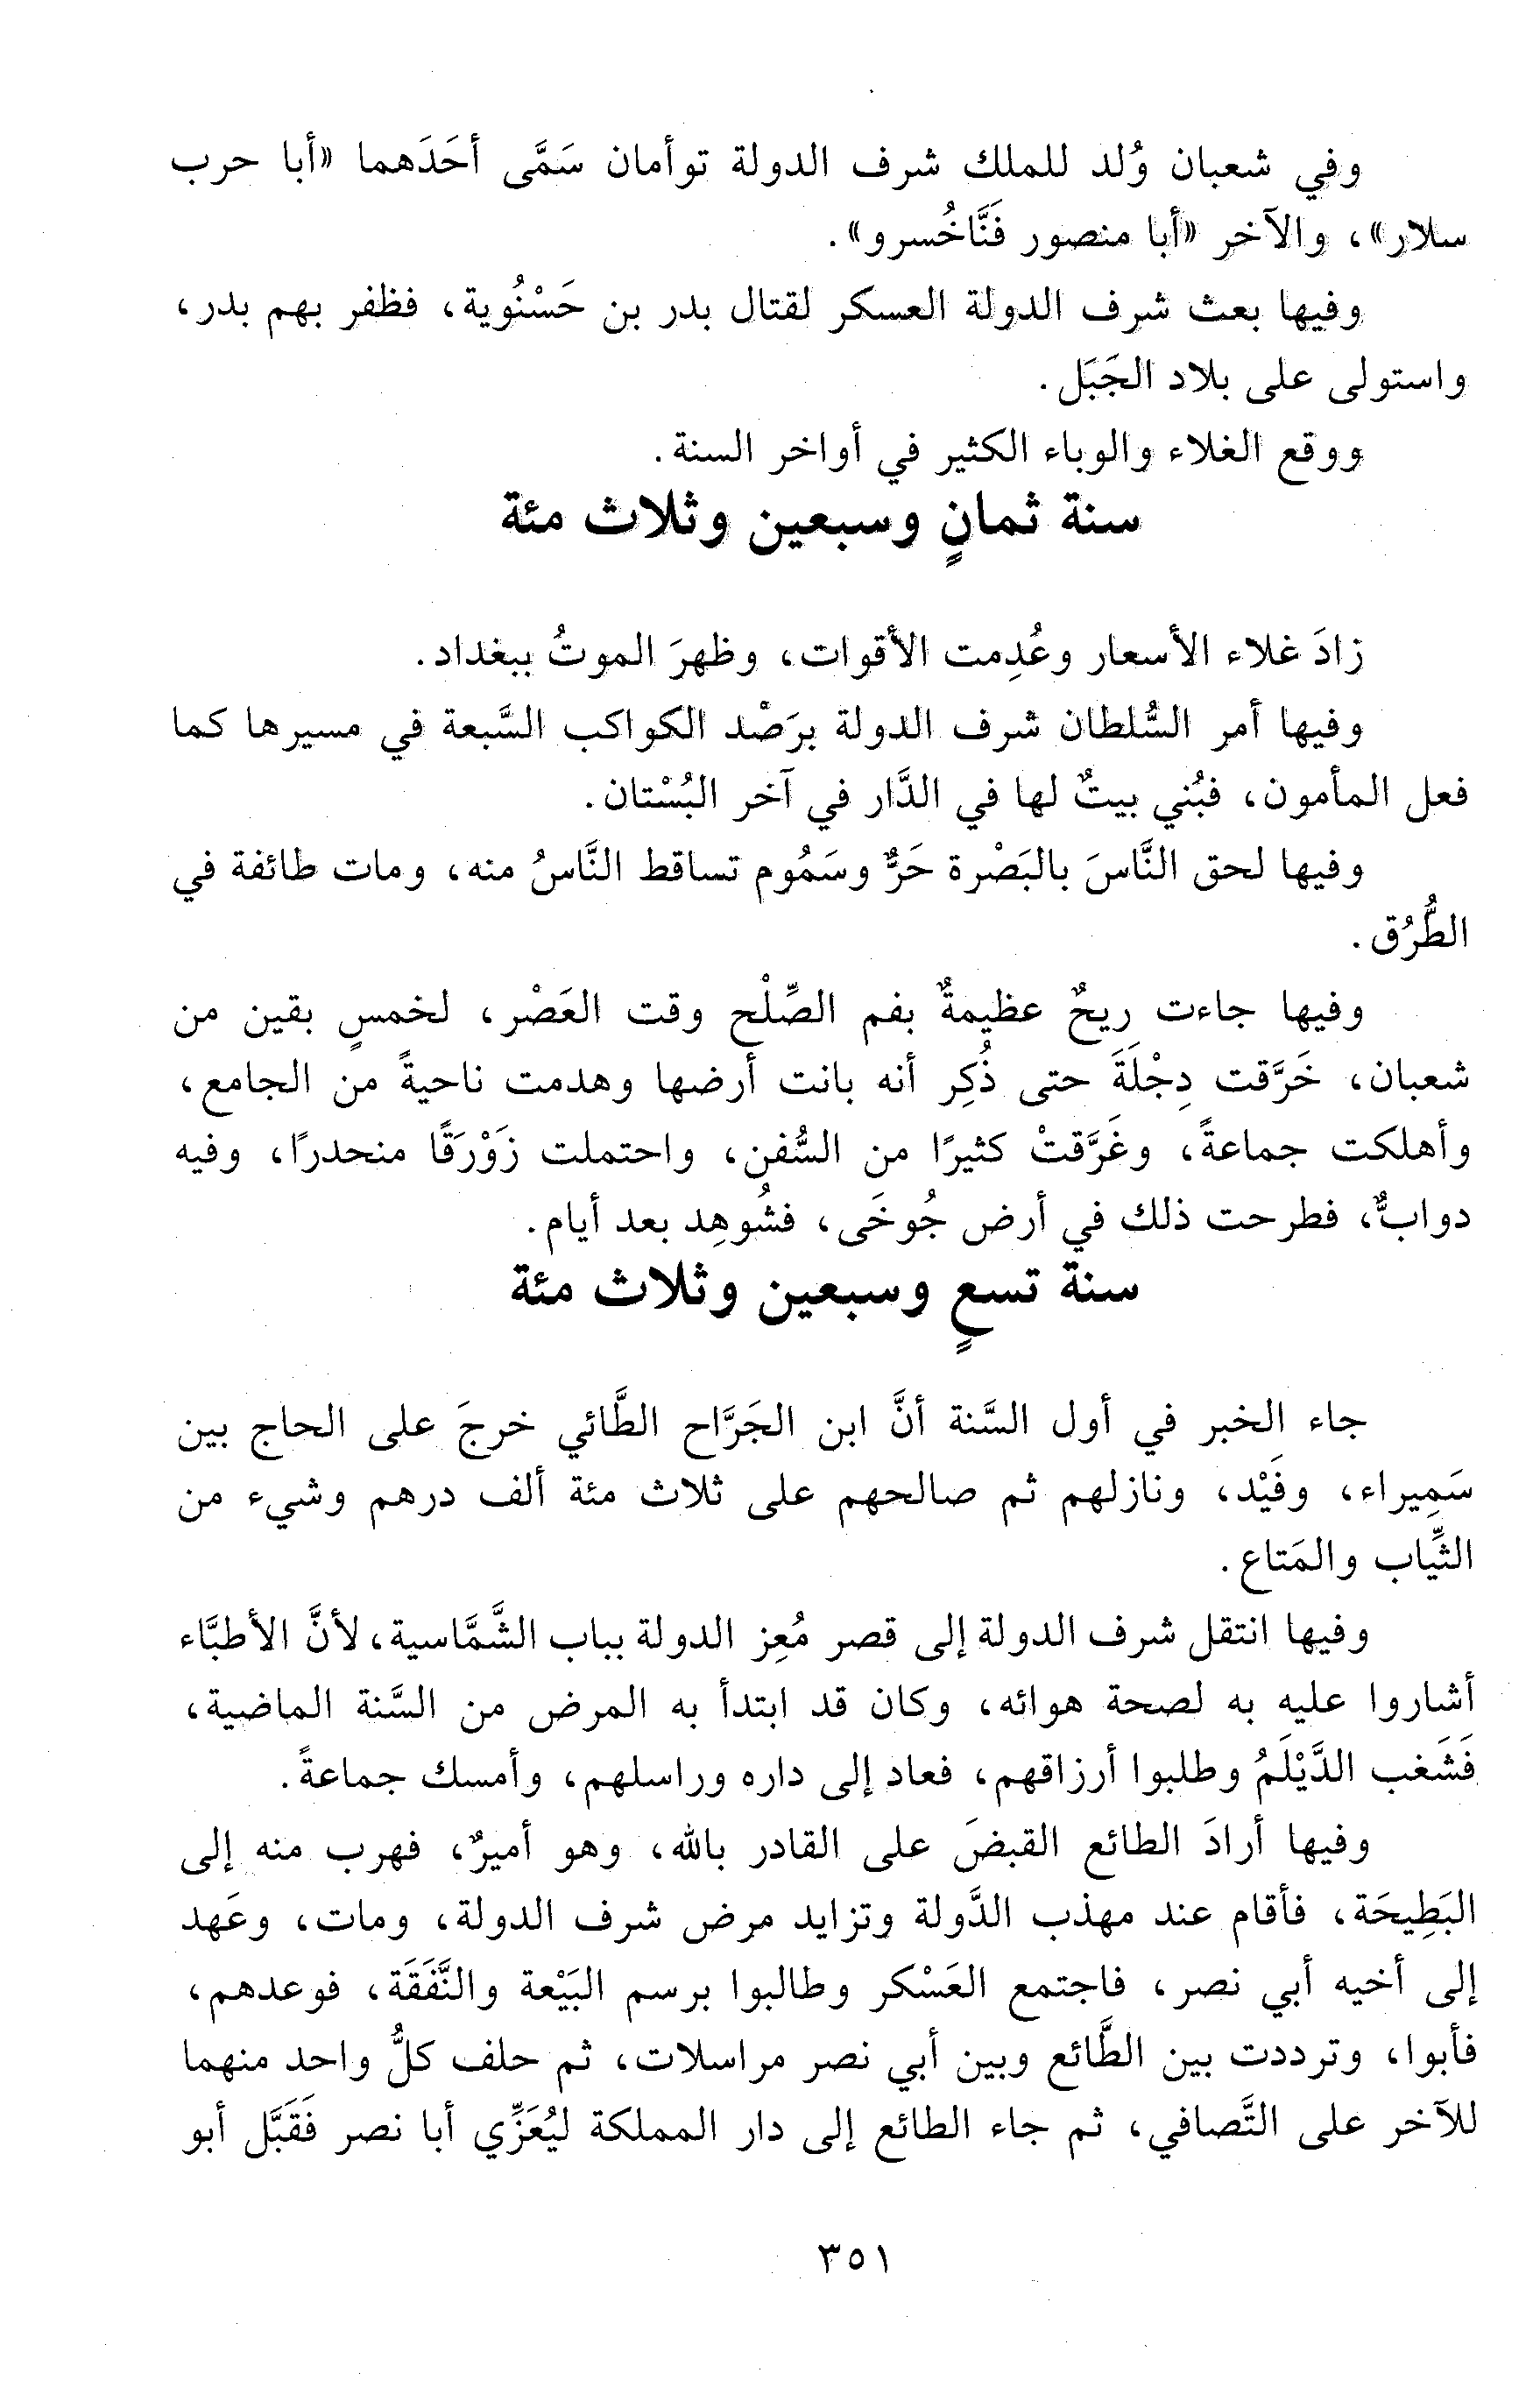 وفي شعبان وُلد للملك شرف الدولة توأمان سَمَّى أحَدَهما «أبا حرب
سلار»، والآخر «أبا منصور فَنَّاخُسرو».
وفيها بعث شرف الدولة العسكر لقتال بدر بن حَسْنُوية، فظفر بهم بدر،
واستولى على بلاد الجَبَل.
ووقع الغلاء والوباء الكثير في أواخر السنة.
سنة ثمانٍ وسبعين وثلاث مئة
زادَ غلاء الأسعار وعُدِمت الأقوات، وظهرَ الموتُ ببغداد.
وفيها أمر السُّلطان شرف الدولة برَصْد الكواكب السَّبعة في مسيرها كما
فعل المأمون، فبُني بيتٌ لها في الدَّار في آخر البُسْتان.
وفيها لحق النَّاسَ بالبَصْرة حَرٌّ وسَمُوم تساقط النَّاسُ منه، ومات طائفة في
الطُّرُق.
وفيها جاءت ريحٌ عظيمةٌ بفم الصِّلْح وقت العَصْر، لخمسٍ بقين من
شعبان، خَرَّقت دِجْلَةَ حتى ذُكِر أنه بانت أرضها وهدمت ناحيةً من الجامع،
وأهلكت جماعةً، وغَرَّقتْ كثيرًا من السُّفن، واحتملت زَوْرَقًا منحدرًا، وفيه
دوابٌّ، فطرحت ذلك في أرض جُوخَى، فشُوهِد بعد أيام.
سنة تسعٍ وسبعين وثلاث مئة
جاء الخبر في أول السَّنة أنَّ ابن الجَرَّاح الطَّائي خرجَ على الحاج بين
سَمِيراء، وفَيْد، ونازلهم ثم صالحهم على ثلاث مئة ألف درهم وشيء من
الثِّياب والمَتاع.
وفيها انتقل شرف الدولة إلى قصر مُعِز الدولة بباب الشَّمَّاسية، لأنَّ الأطبَّاء
أشاروا عليه به لصحة هوائه، وكان قد ابتدأ به المرض من السَّنة الماضية،
فَشَغب الدَّيْلَمُ وطلبوا أرزاقهم، فعاد إلى داره وراسلهم، وأمسك جماعةً.
وفيها أرادَ الطائع القبضَ على القادر بالله، وهو أميرٌ، فهرب منه إلى
البَطِيحَة، فأقام عند مهذب الدَّولة وتزايد مرض شرف الدولة، ومات، وعَهد
إلى أخيه أبي نصر، فاجتمع العَسْكر وطالبوا برسم البَيْعة والنَّفَقَة، فوعدهم،
فأبوا، وترددت بين الطَّائع وبين أبي نصر مراسلات، ثم حلف كلُّ واحد منهما
للآخر على التَّصافي، ثم جاء الطائع إلى دار المملكة ليُعَزِّي أبا نصر فَقَبَّل أبو
٣٥١